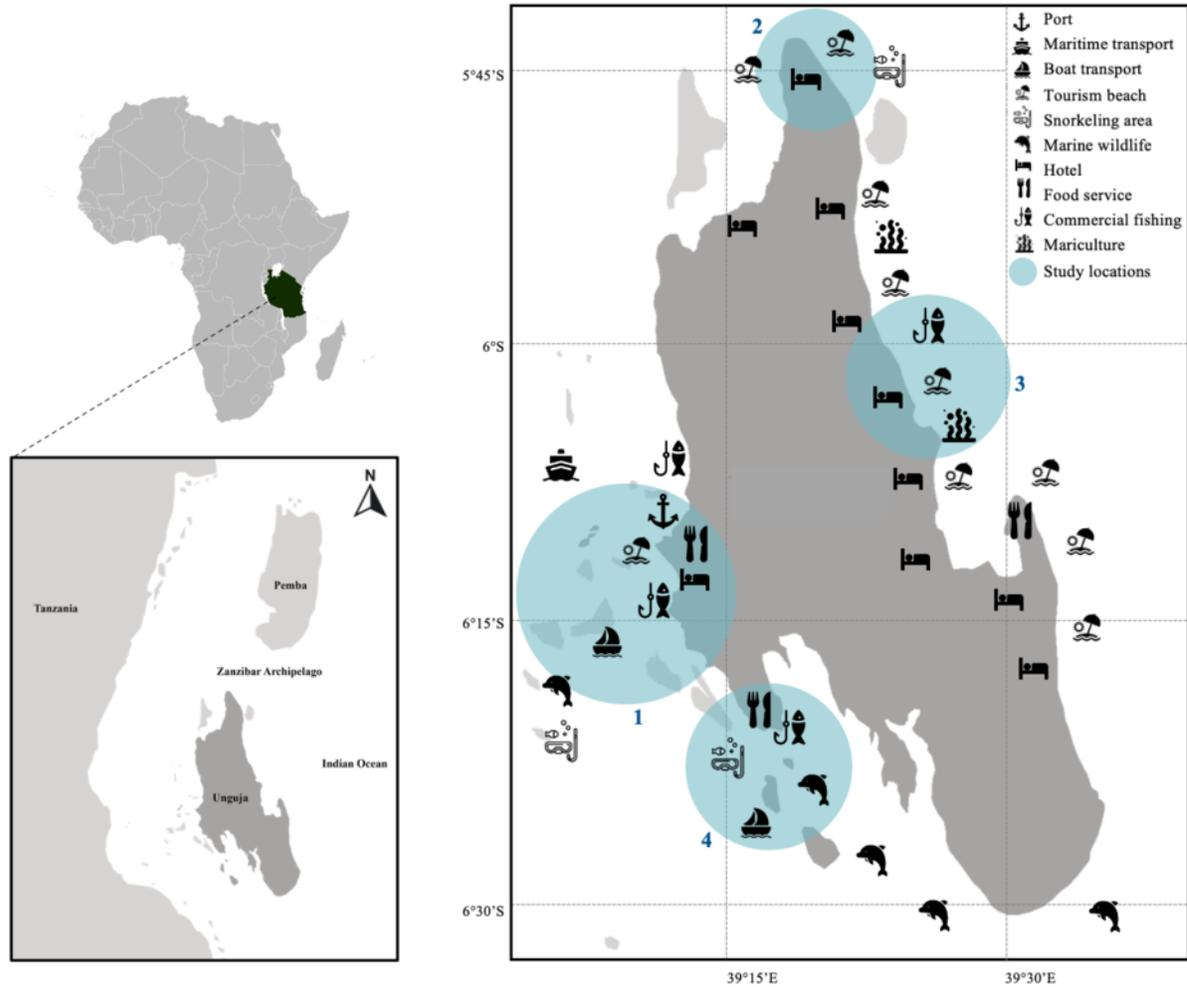 N
Pemba
Tanzania
Zanzibar Archipelago
Indian Ocean
Unguja
2
Port
Maritime transport
Boat transport
Tourism beach
Snorkeling area
Marine wildlife
Hotel
Food service
Commercial fishing
Mariculture
Study locations
5°45'S
6°S
3
6°15'S
1
4
6°30'S
39°15'E
39°30'E